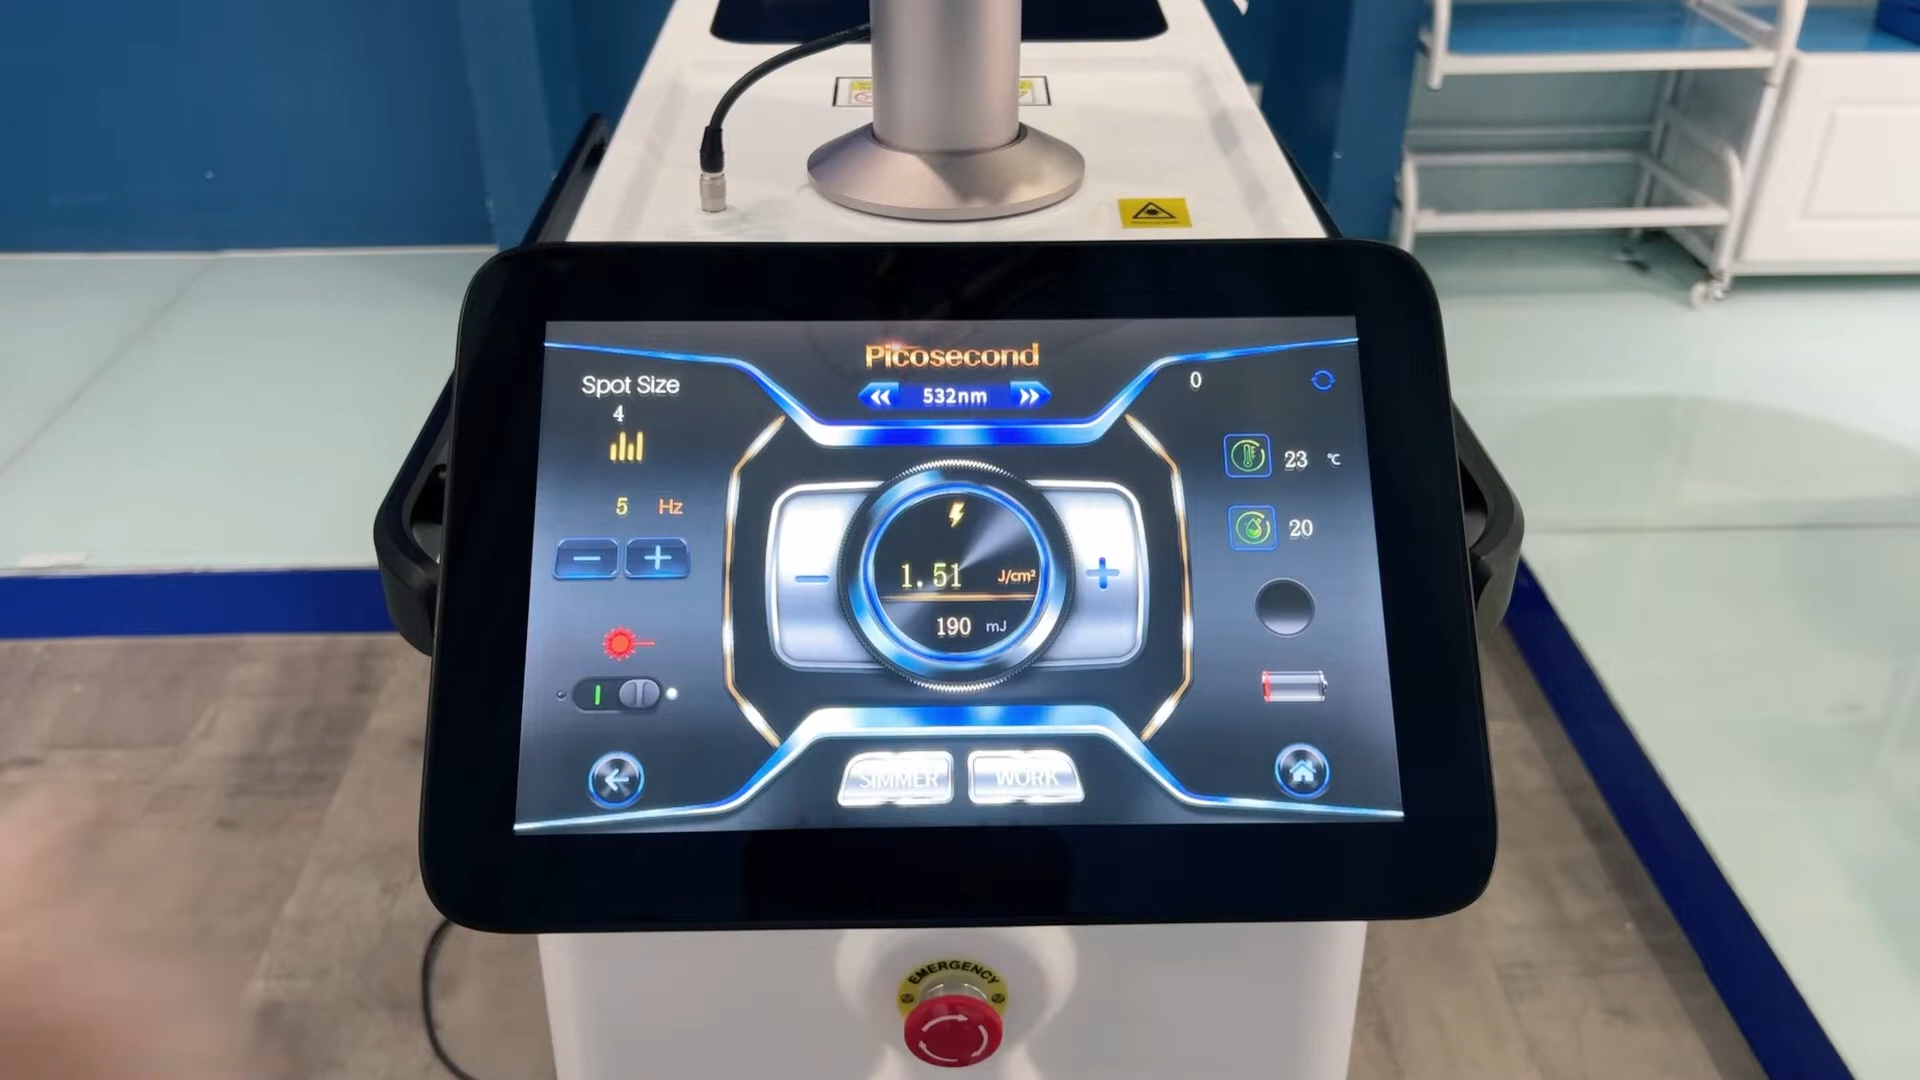 Picosecond
532nm
Spot Size
4
5 Hz
0
23 °C
20
1.51 J/cm²
190 mJ
SIMMER
WORK
EMERGENCY